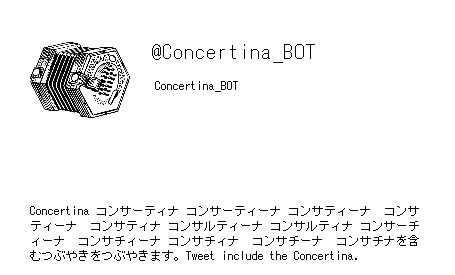 @Concertina_BOT
Concertina_BOT
Concertina コンサーティナ コンサーティーナ　コンサティーナ　コンサ
ティーナ　コンサティナ コンサルティーナ コンサルティナ コンサーチ
ィーナ　コンサチィーナ コンサチィナ　コンサチーナ　コンサチナを含
むつぶやきをつぶやきます。Tweet include the Concertina.